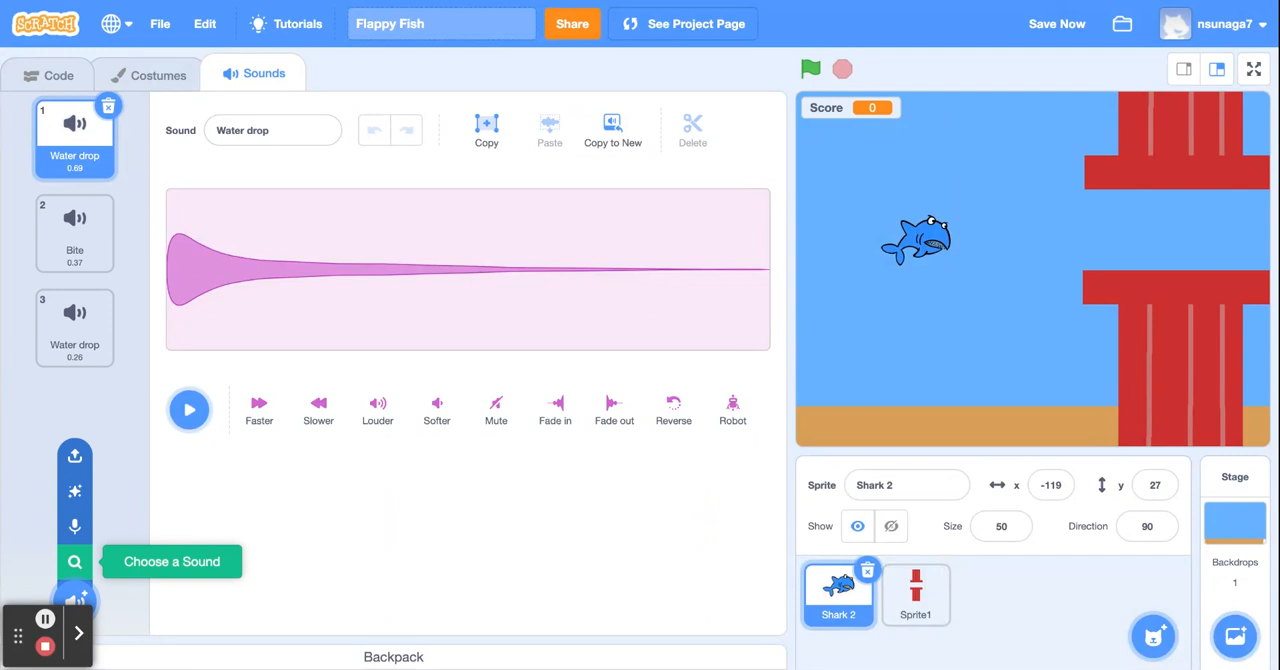 SCRATCH File Edit Tutorials Flappy Fish Share See Project Page Save Now nsunaga7
Code Costumes Sounds
1
Water drop
0.69
2
Bite
0.37
3
Water drop
0.26
Choose a Sound
Sound Water drop Copy Paste Copy to New Delete
Faster Slower Louder Softer Mute Fade in Fade out Reverse Robot
Backpack
Score 0
Sprite Shark 2 x -119 y 27
Show Size 50 Direction 90
Shark 2 Sprite1
Stage
Backdrops
1